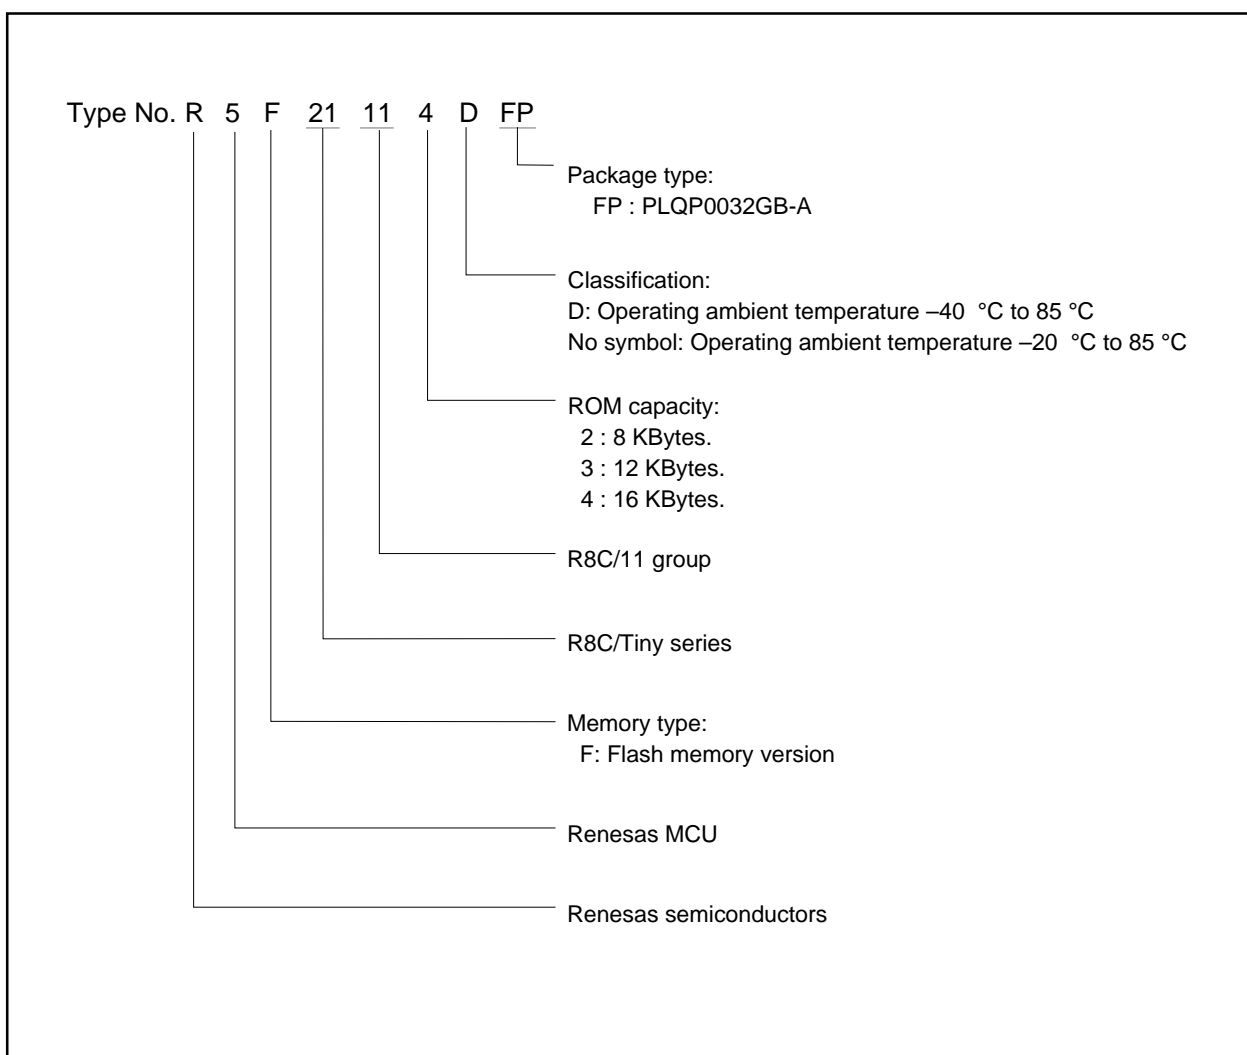 Type No. R 5 F 21 11 4 D FP
Package type:
FP : PLQP0032GB-A
Classification:
D: Operating ambient temperature –40 °C to 85 °C
No symbol: Operating ambient temperature –20 °C to 85 °C
ROM capacity:
2 : 8 KBytes.
3 : 12 KBytes.
4 : 16 KBytes.
R8C/11 group
R8C/Tiny series
Memory type:
F: Flash memory version
Renesas MCU
Renesas semiconductors